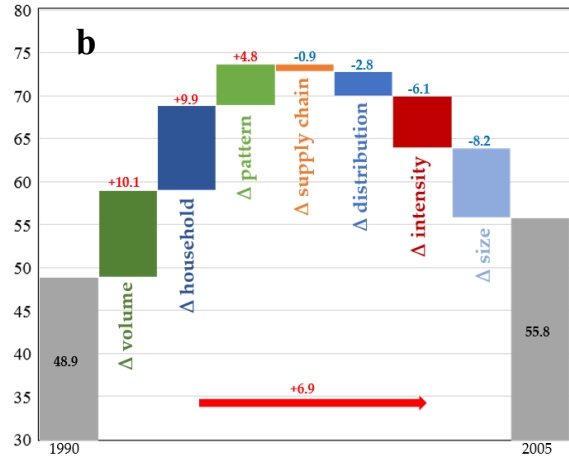 b
80
75
70
65
60
55
50
45
40
35
30
48.9
+10.1
+9.9
+4.8
-0.9
-2.8
-6.1
-8.2
55.8
Δ volume
Δ household
Δ pattern
Δ supply chain
Δ distribution
Δ intensity
Δ size
+6.9
1990
2005